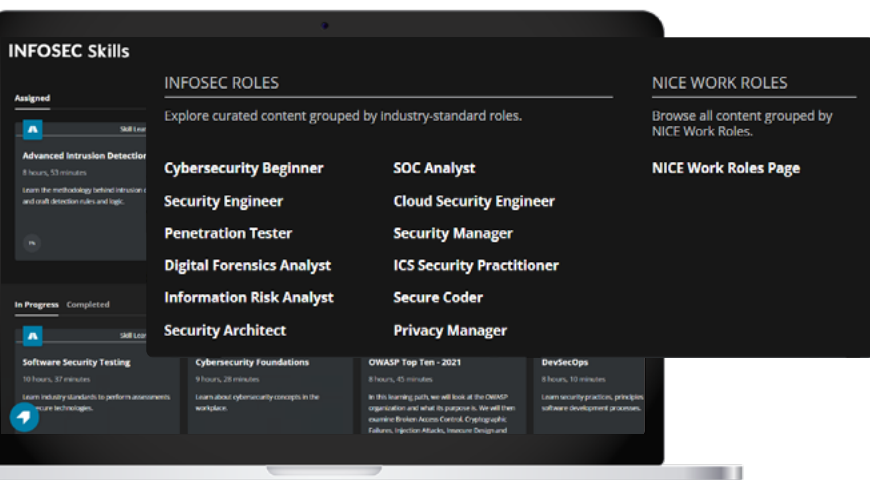 INFOSEC Skills
INFOSEC ROLES
Explore curated content grouped by industry-standard roles.
Cybersecurity Beginner
SOC Analyst
Security Engineer
Cloud Security Engineer
Penetration Tester
Security Manager
Digital Forensics Analyst
ICS Security Practitioner
Information Risk Analyst
Secure Coder
Security Architect
Privacy Manager
NICE WORK ROLES
Browse all content grouped by
NICE Work Roles.
NICE Work Roles Page
Assigned
Skill Lear
Advanced Intrusion Detection
8 hours, 53 minutes
Learn the methodology behind intrusion
and craft detection rules and logic.
In Progress Completed
Skill Lear
Software Security Testing
10 hours, 37 minutes
Learn industry standards to perform assessments
secure technologies.
Cybersecurity Foundations
9 hours, 28 minutes
Learn about cybersecurity concepts in the
workplace.
OWASP Top Ten - 2021
8 hours, 45 minutes
In this learning path, we will look at the OWASP
organization and what its purpose is. We will then
examine Broken Access Control, Cryptographic
Failures, Injection Attacks, Insecure Design and
DevSecOps
8 hours, 10 minutes
Learn security practices, principles
software development processes.